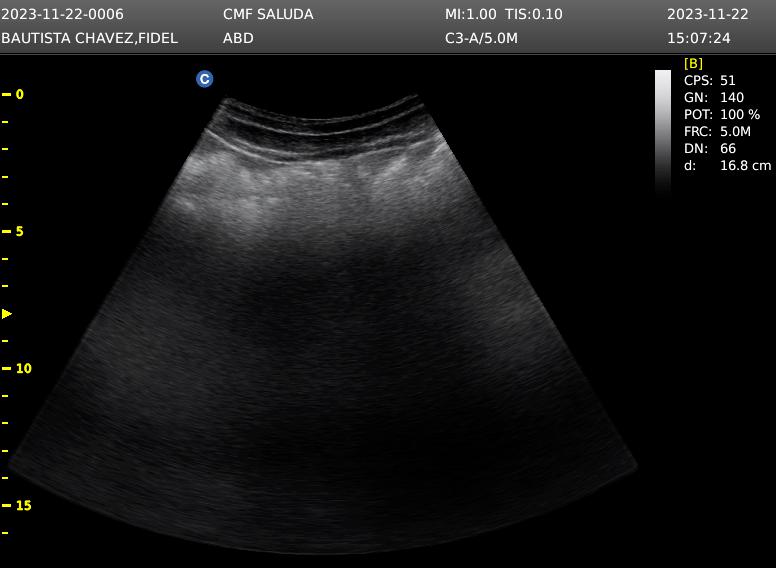 2023-11-22-0006 CMF SALUDA MI:1.00 TIS:0.10 2023-11-22
BAUTISTA CHAVEZ,FIDEL ABD C3-A/5.0M 15:07:24
C
[B]
CPS: 51
GN: 140
POT: 100 %
FRC: 5.0M
DN: 66
d: 16.8 cm
0
5
10
15